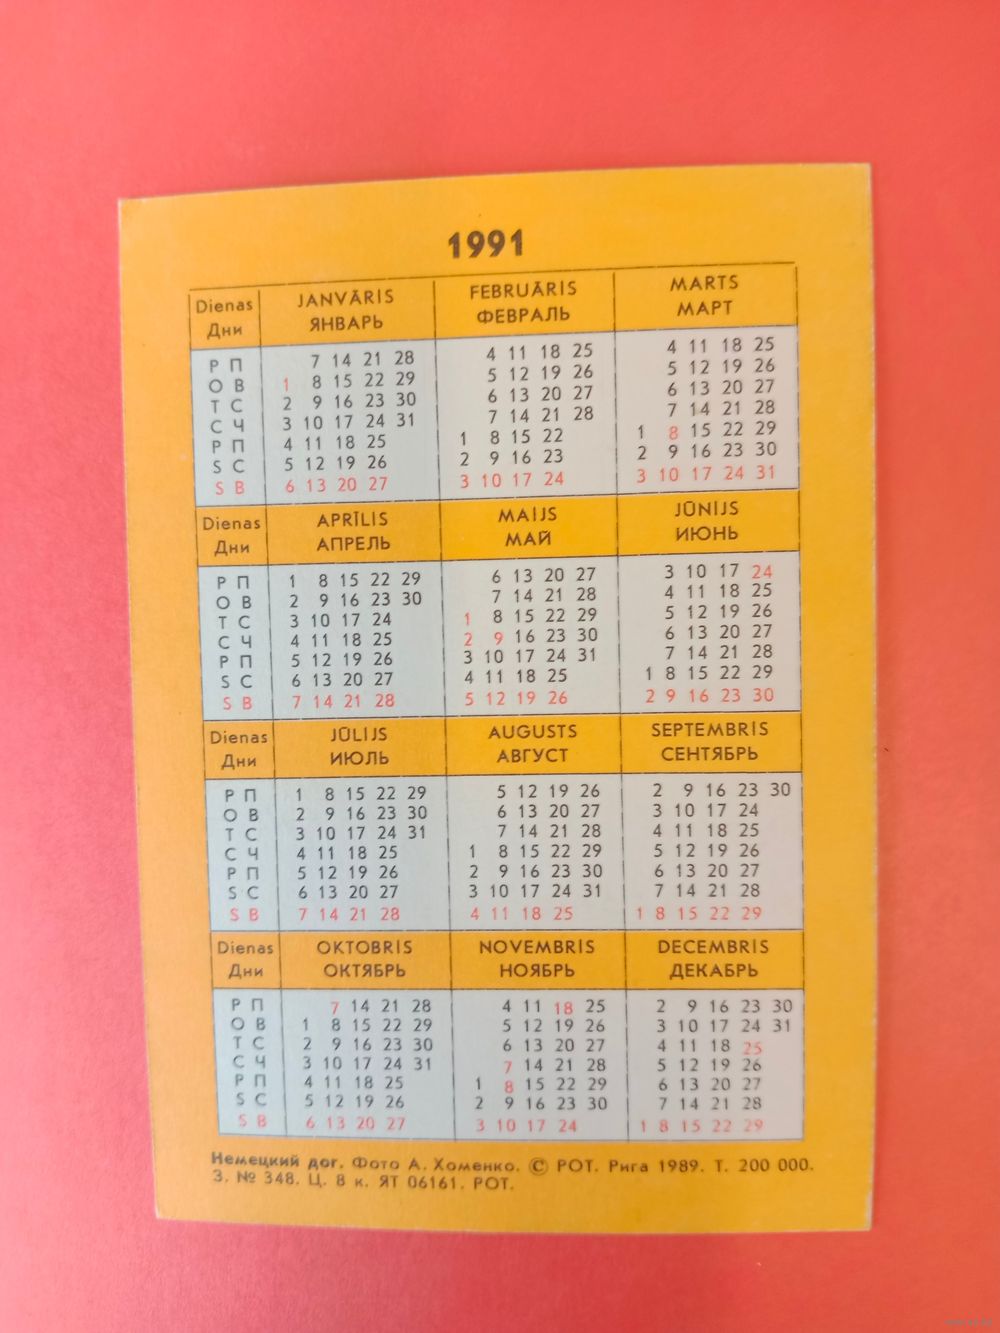 1991
Dienas JANVĀRIS FEBRUĀRIS MARTS
Дни ЯНВАРЬ ФЕВРАЛЬ МАРТ
Р П 7 14 21 28 4 11 18 25 4 11 18 25
О В 1 8 15 22 29 5 12 19 26 5 12 19 26
Т С 2 9 16 23 30 6 13 20 27 6 13 20 27
С Ч 3 10 17 24 31 7 14 21 28 7 14 21 28
Р П 4 11 18 25 1 8 15 22 1 8 15 22 29
S С 5 12 19 26 2 9 16 23 2 9 16 23 30
S В 6 13 20 27 3 10 17 24 3 10 17 24 31
Dienas APRĪLIS MAIJS JŪNIJS
Дни АПРЕЛЬ МАЙ ИЮНЬ
Р П 1 8 15 22 29 6 13 20 27 3 10 17 24
О В 2 9 16 23 30 7 14 21 28 4 11 18 25
Т С 3 10 17 24 1 8 15 22 29 5 12 19 26
С Ч 4 11 18 25 2 9 16 23 30 6 13 20 27
Р П 5 12 19 26 3 10 17 24 31 7 14 21 28
S С 6 13 20 27 4 11 18 25 1 8 15 22 29
S В 7 14 21 28 5 12 19 26 2 9 16 23 30
Dienas JŪLIJS AUGUSTS SEPTEMBRIS
Дни ИЮЛЬ АВГУСТ СЕНТЯБРЬ
Р П 1 8 15 22 29 5 12 19 26 2 9 16 23 30
О В 2 9 16 23 30 6 13 20 27 3 10 17 24
Т С 3 10 17 24 31 7 14 21 28 4 11 18 25
С Ч 4 11 18 25 1 8 15 22 29 5 12 19 26
Р П 5 12 19 26 2 9 16 23 30 6 13 20 27
S С 6 13 20 27 3 10 17 24 31 7 14 21 28
S В 7 14 21 28 4 11 18 25 1 8 15 22 29
Dienas OKTOBRIS NOVEMBRIS DECEMBRIS
Дни ОКТЯБРЬ НОЯБРЬ ДЕКАБРЬ
Р П 7 14 21 28 4 11 18 25 2 9 16 23 30
О В 1 8 15 22 29 5 12 19 26 3 10 17 24 31
Т С 2 9 16 23 30 6 13 20 27 4 11 18 25
С Ч 3 10 17 24 31 7 14 21 28 5 12 19 26
Р П 4 11 18 25 1 8 15 22 29 6 13 20 27
S С 5 12 19 26 2 9 16 23 30 7 14 21 28
S В 6 13 20 27 3 10 17 24 1 8 15 22 29
Немецкий дог. Фото А. Хоменко. © РОТ. Рига 1989. Т. 200 000.
З. № 348. Ц. 8 к. ЯТ 06161. РОТ.